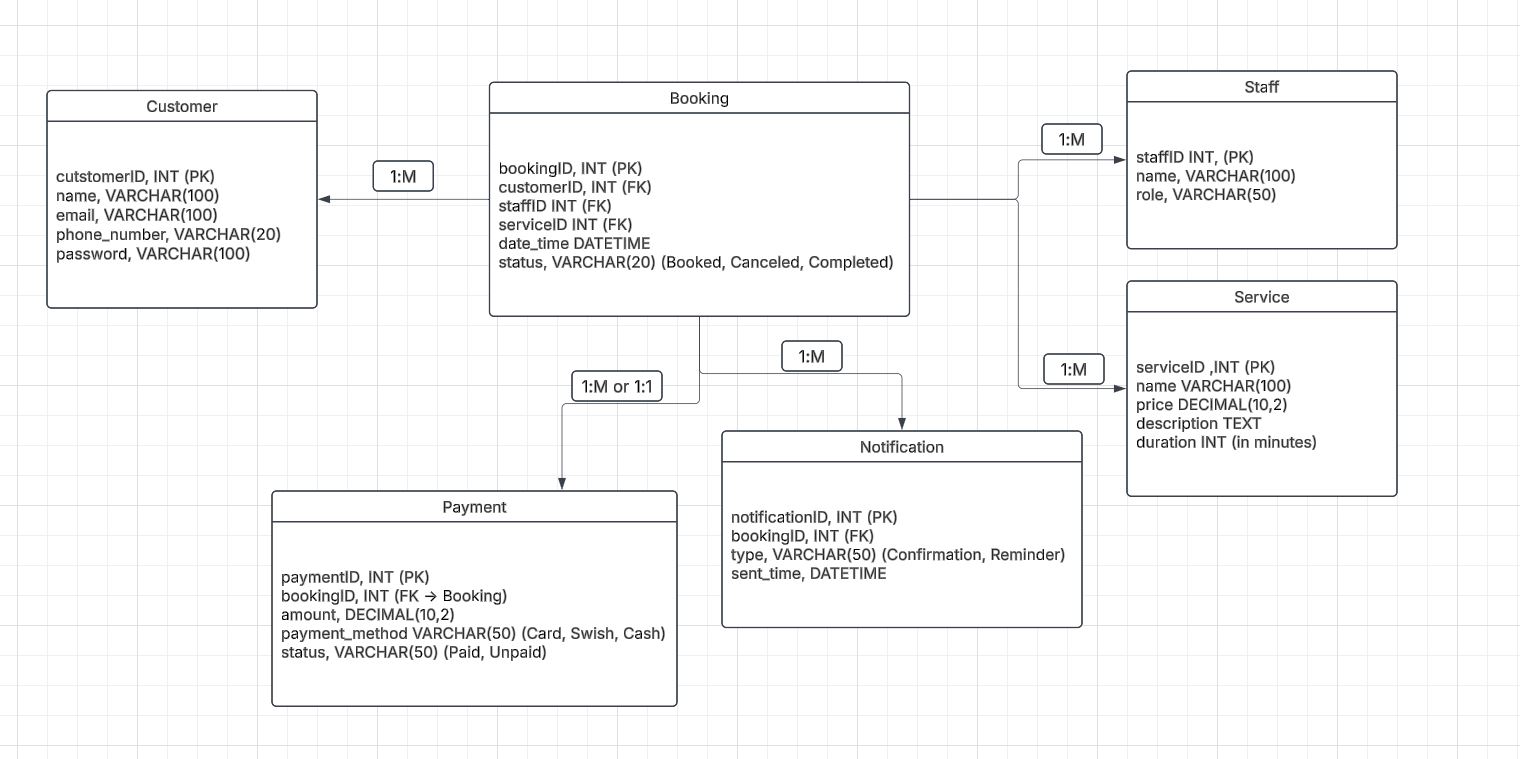 Customer
cutstomerID, INT (PK)
name, VARCHAR(100)
email, VARCHAR(100)
phone_number, VARCHAR(20)
password, VARCHAR(100)
1:M
Booking
bookingID, INT (PK)
customerID, INT (FK)
staffID INT (FK)
serviceID INT (FK)
date_time DATETIME
status, VARCHAR(20) (Booked, Canceled, Completed)
1:M
Staff
staffID INT, (PK)
name, VARCHAR(100)
role, VARCHAR(50)
1:M
Service
serviceID ,INT (PK)
name VARCHAR(100)
price DECIMAL(10,2)
description TEXT
duration INT (in minutes)
1:M or 1:1
1:M
Payment
paymentID, INT (PK)
bookingID, INT (FK → Booking)
amount, DECIMAL(10,2)
payment_method VARCHAR(50) (Card, Swish, Cash)
status, VARCHAR(50) (Paid, Unpaid)
Notification
notificationID, INT (PK)
bookingID, INT (FK)
type, VARCHAR(50) (Confirmation, Reminder)
sent_time, DATETIME